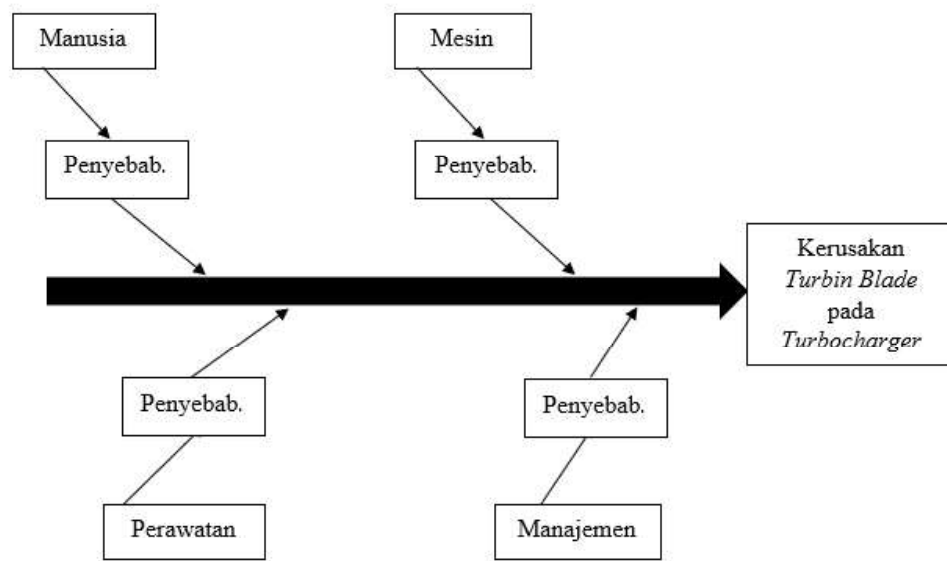 Manusia
Mesin
Penyebab.
Penyebab.
Kerusakan
Turbin Blade
pada
Turbocharger
Penyebab.
Penyebab.
Perawatan
Manajemen